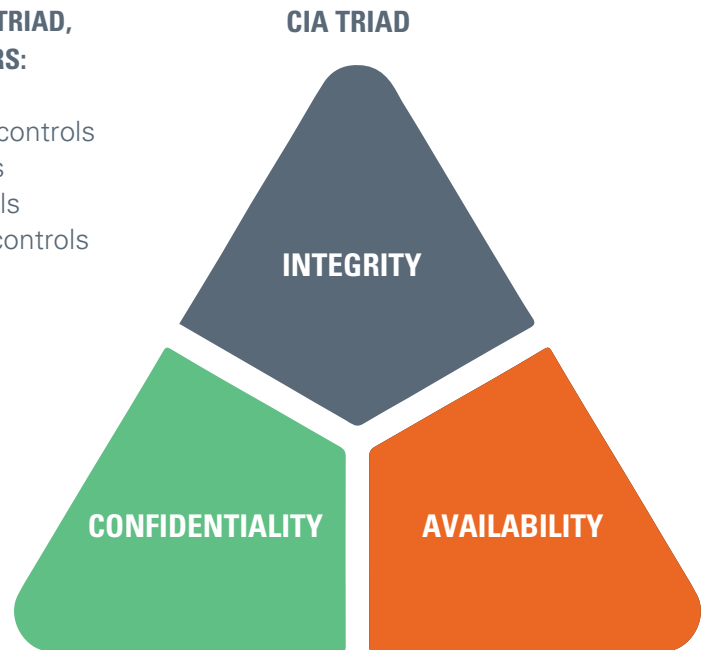 TRIAD,
RS:
controls
s
ls
controls
CIA TRIAD
INTEGRITY
CONFIDENTIALITY
AVAILABILITY